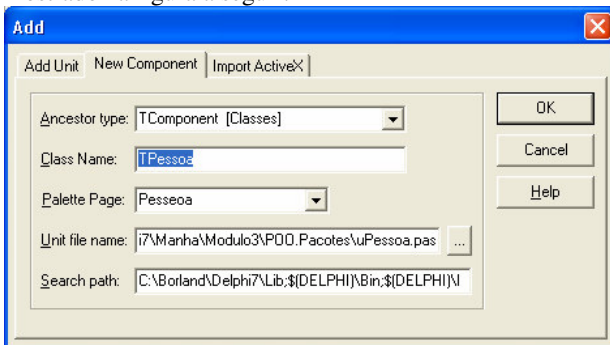 Add
Add Unit New Component Import ActiveX
Ancestor type: TComponent [Classes]
OK
Class Name: TPessoa
Cancel
Palette Page: Pesseoa
Help
Unit file name: i7\Manha\Modulo3\POO.Pacotes\uPessoa.pas ...
Search path: C:\Borland\Delphi7\Lib;$(DELPHI)\Bin;$(DELPHI)\I